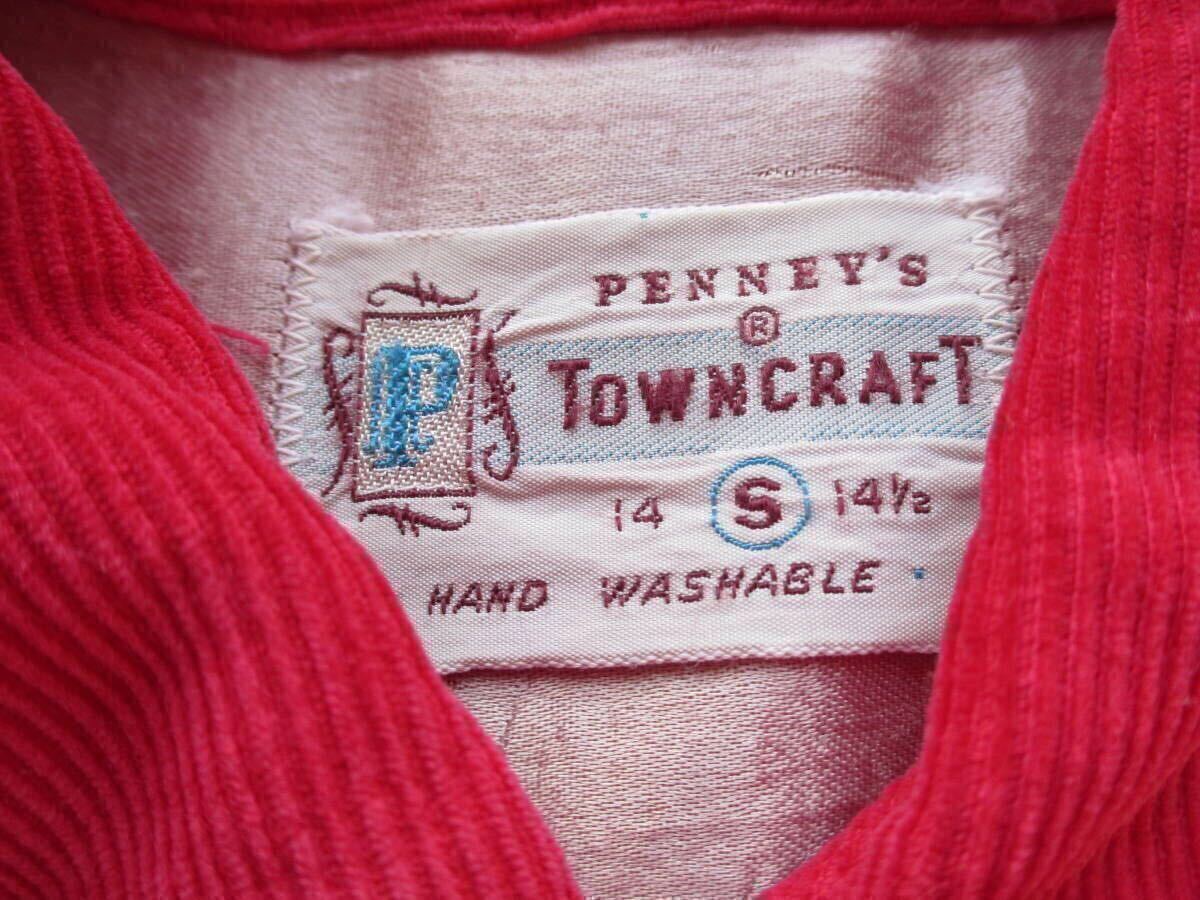 PENNEY'S
®
P TOWNCRAFT
14 S 14½
HAND WASHABLE